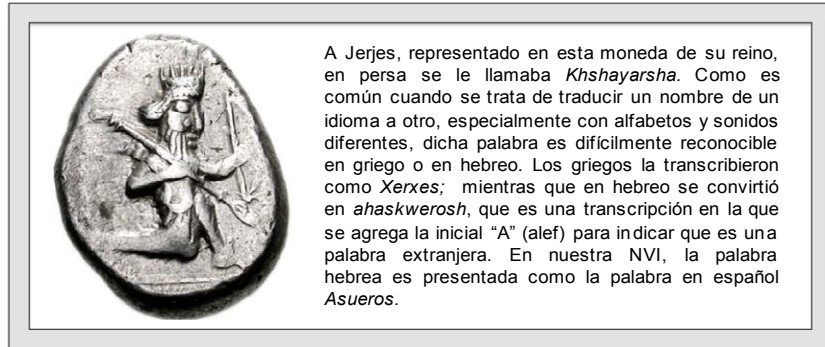 A Jerjes, representado en esta moneda de su reino,
en persa se le llamaba Khshayarsha. Como es
común cuando se trata de traducir un nombre de un
idioma a otro, especialmente con alfabetos y sonidos
diferentes, dicha palabra es difícilmente reconocible
en griego o en hebreo. Los griegos la transcribieron
como Xerxes; mientras que en hebreo se convirtió
en ahaskwerosh, que es una transcripción en la que
se agrega la inicial “A” (alef) para indicar que es una
palabra extranjera. En nuestra NVI, la palabra
hebrea es presentada como la palabra en español
Asueros.